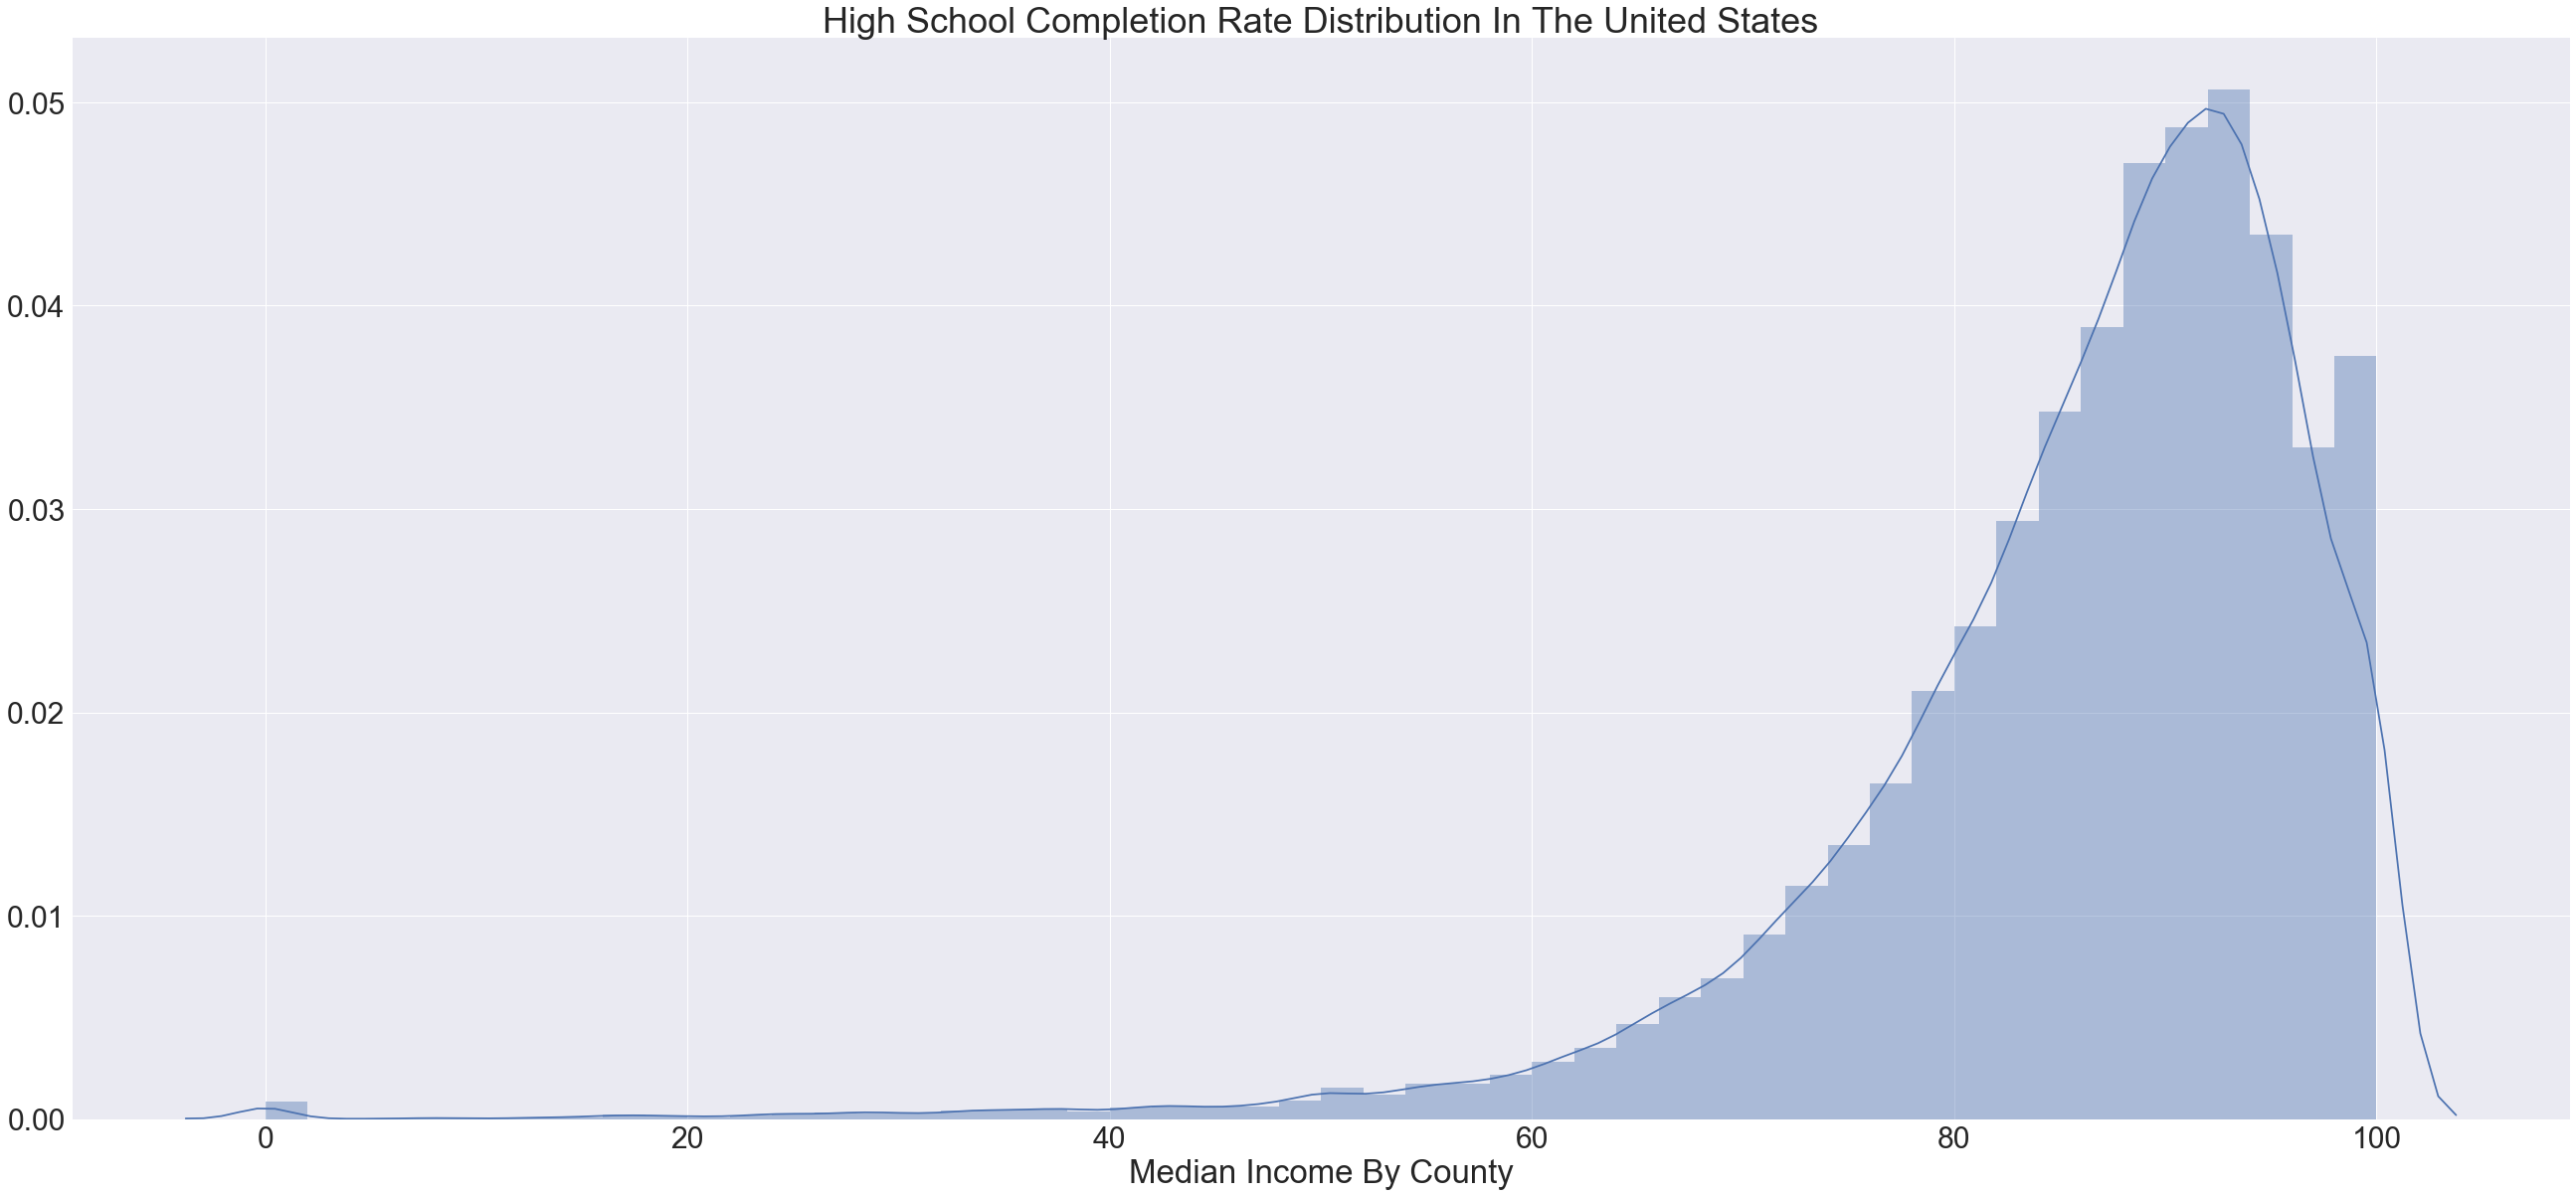 High School Completion Rate Distribution In The United States
0.05
0.04
0.03
0.02
0.01
0.00
0 20 40 60 80 100
Median Income By County